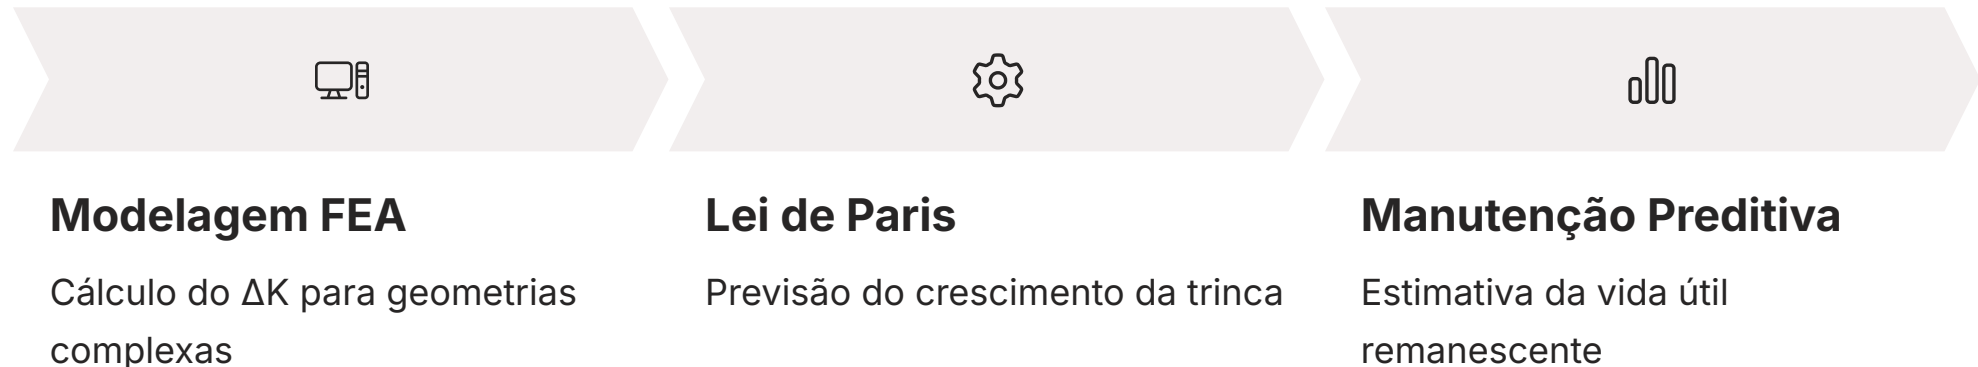 Modelagem FEA
Cálculo do ΔK para geometrias
complexas
Lei de Paris
Previsão do crescimento da trinca
Manutenção Preditiva
Estimativa da vida útil
remanescente